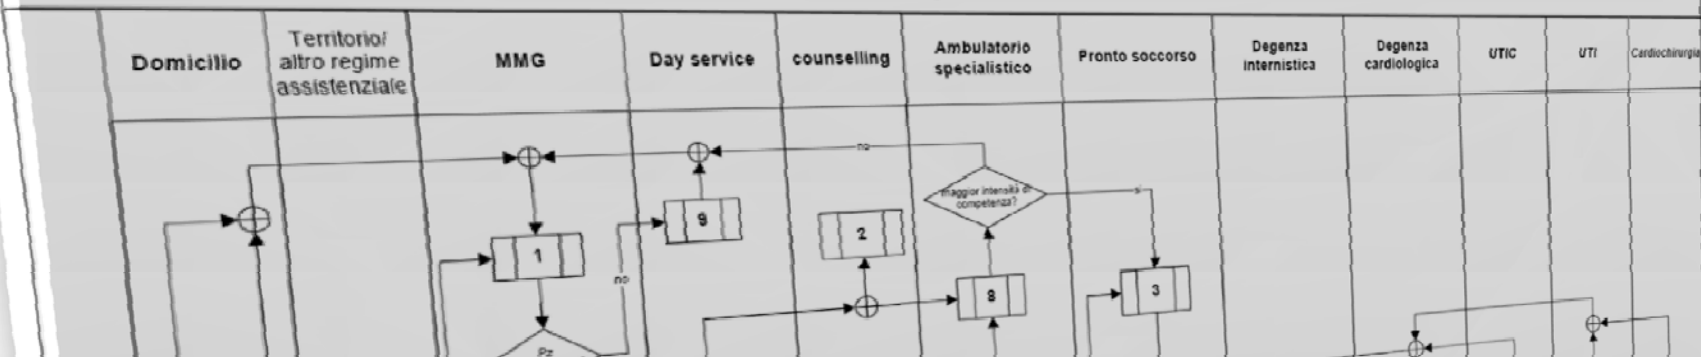 Domicilio
Territorio/
altro regime
assistenziale
MMG
Day service
counselling
Ambulatorio
specialistico
Pronto soccorso
Degenza
internistica
Degenza
cardiologica
UTIC
UTI
Cardiochirurgia
no
maggior intensità di
competenza?
si
9
2
1
no
8
3
Pz